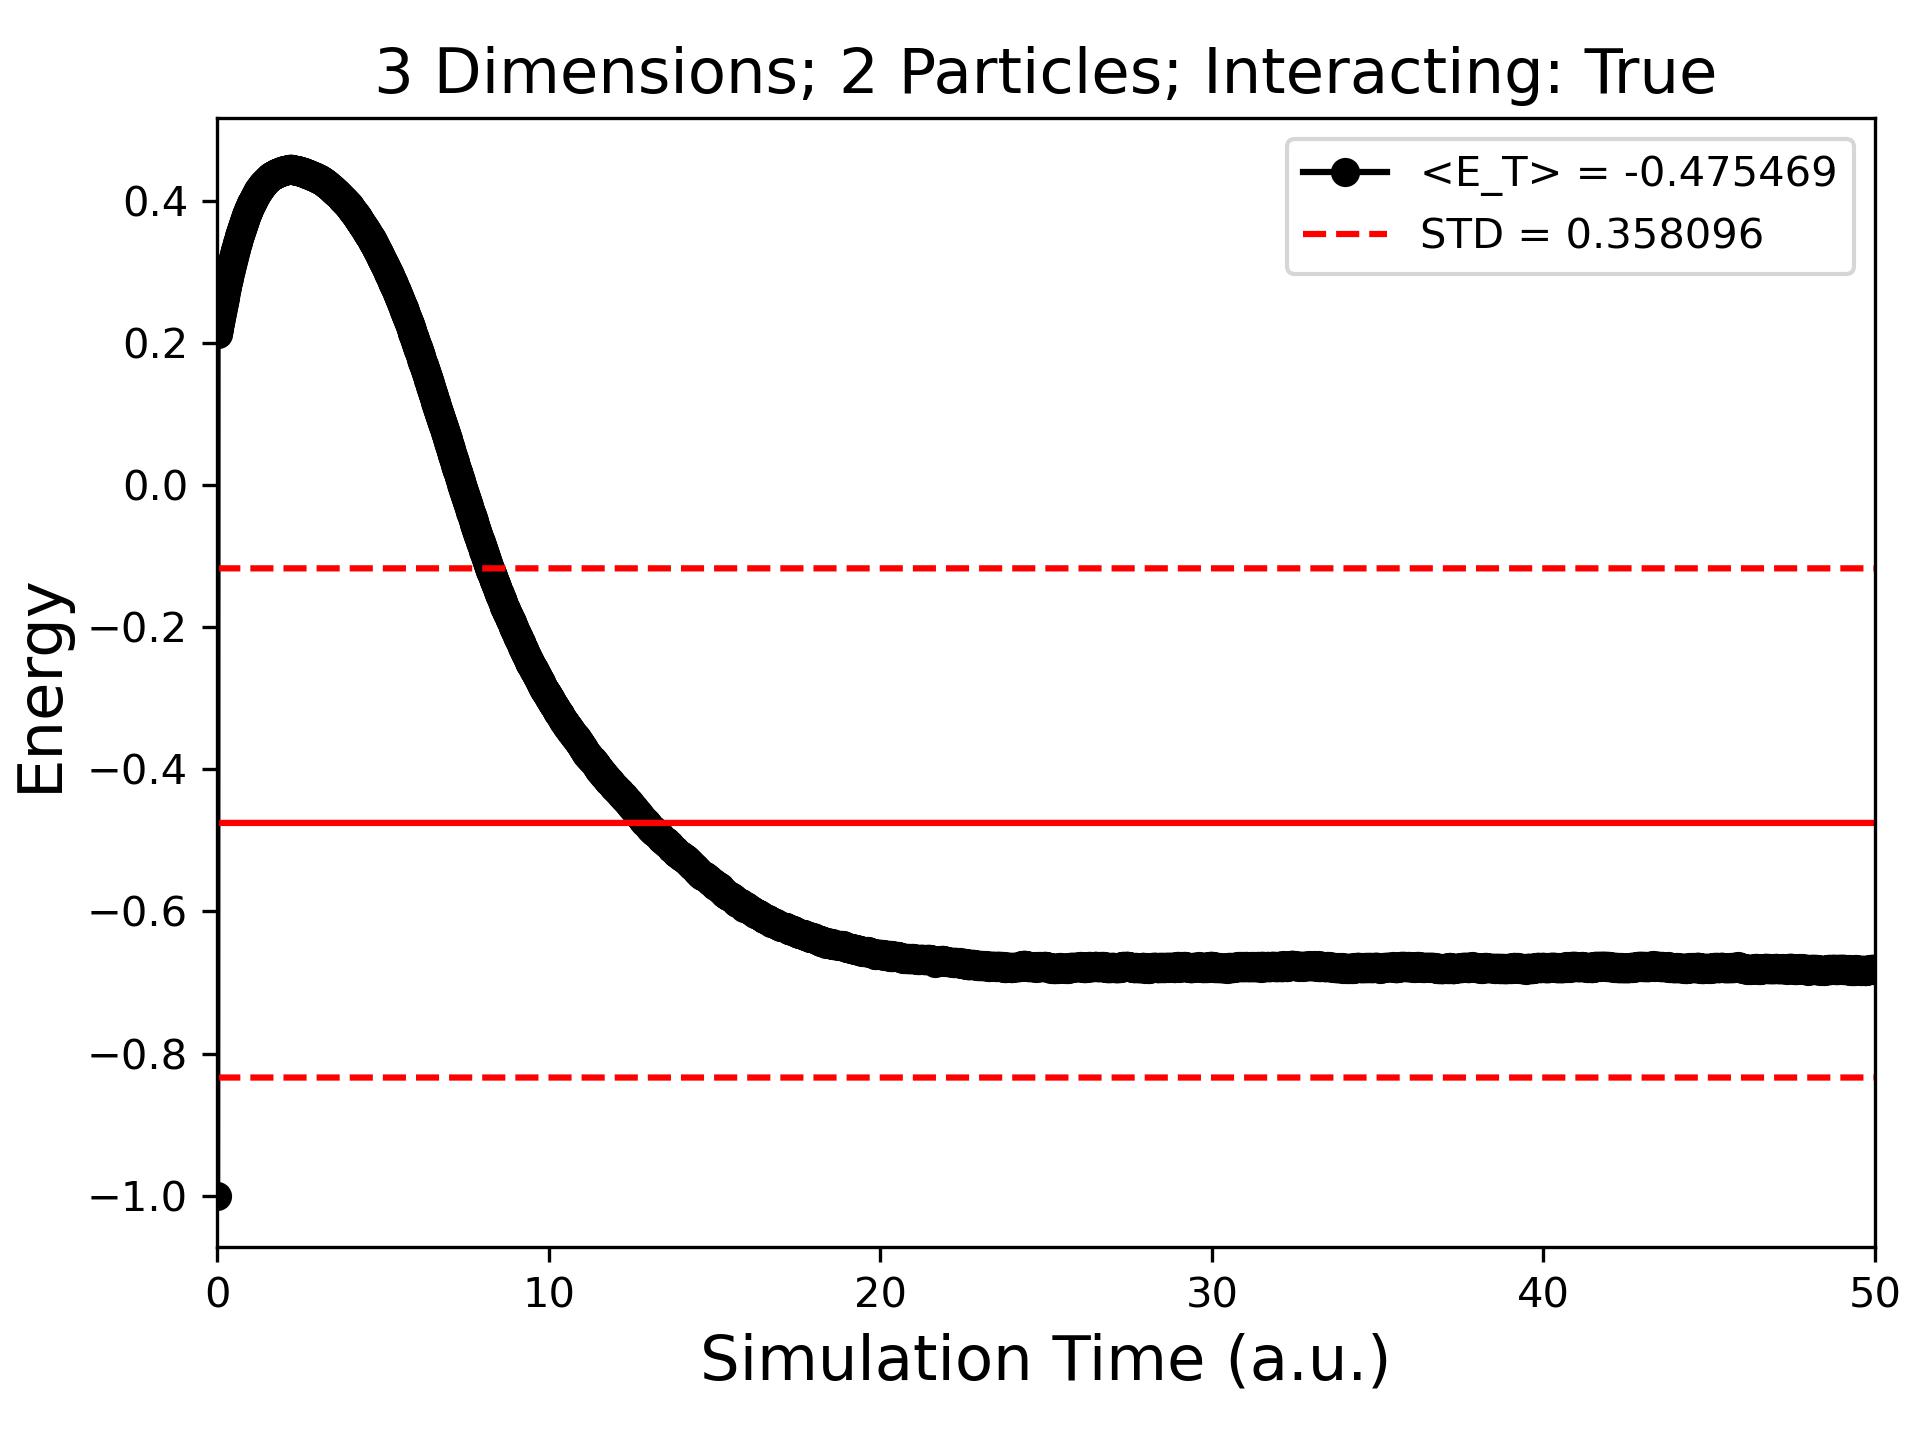 3 Dimensions; 2 Particles; Interacting: True
<E_T> = -0.475469
STD = 0.358096
Energy
0.4
0.2
0.0
−0.2
−0.4
−0.6
−0.8
−1.0
0 10 20 30 40 50
Simulation Time (a.u.)